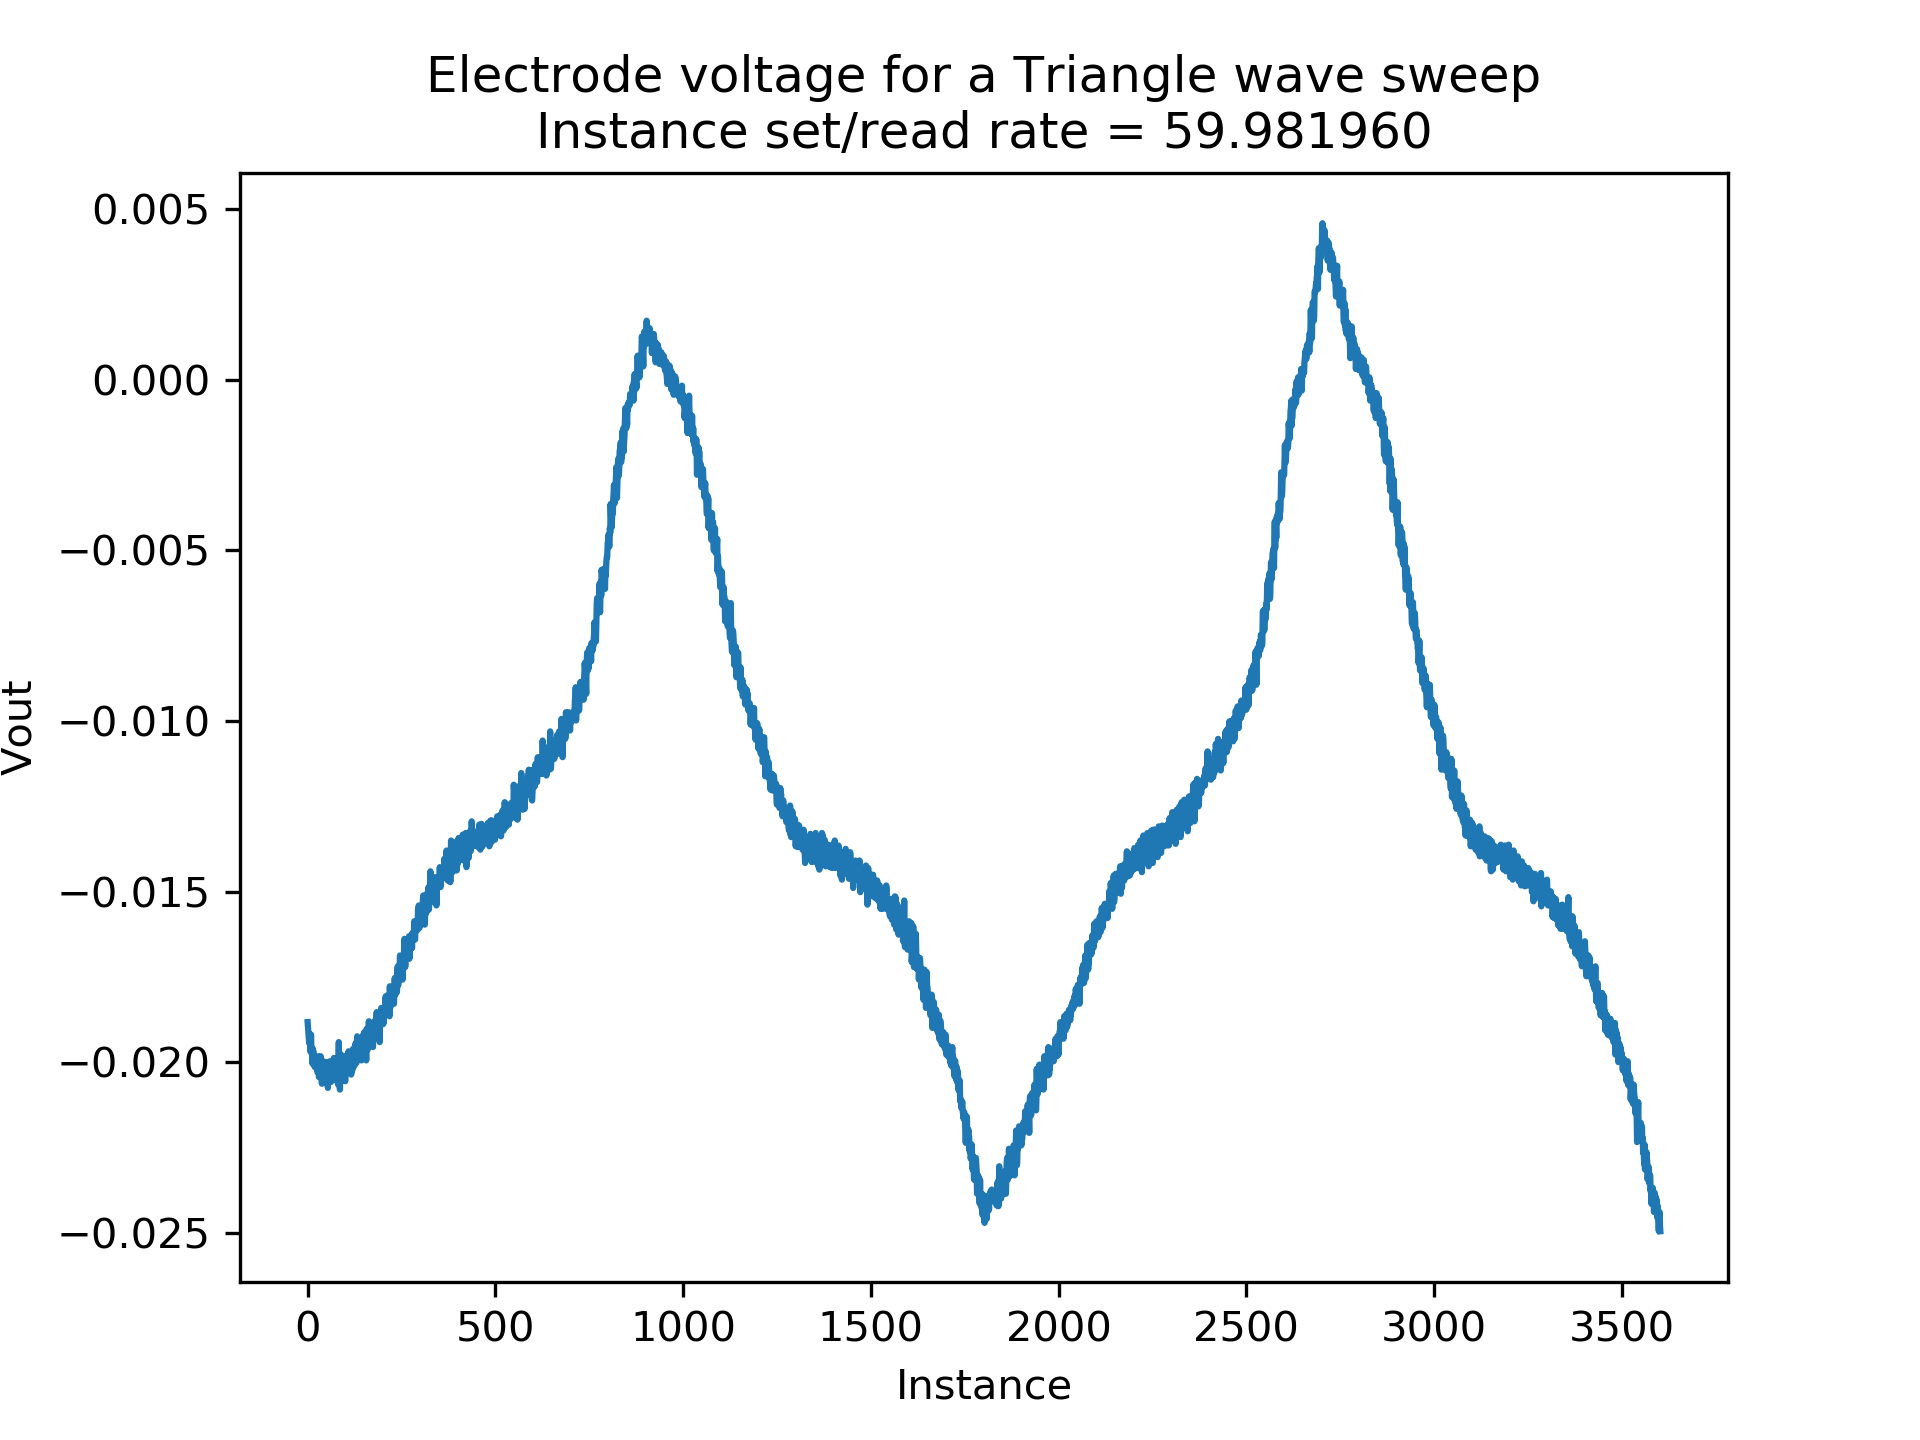 Electrode voltage for a Triangle wave sweep
Instance set/read rate = 59.981960
0.005
0.000
−0.005
−0.010
−0.015
−0.020
−0.025
Vout
0 500 1000 1500 2000 2500 3000 3500
Instance